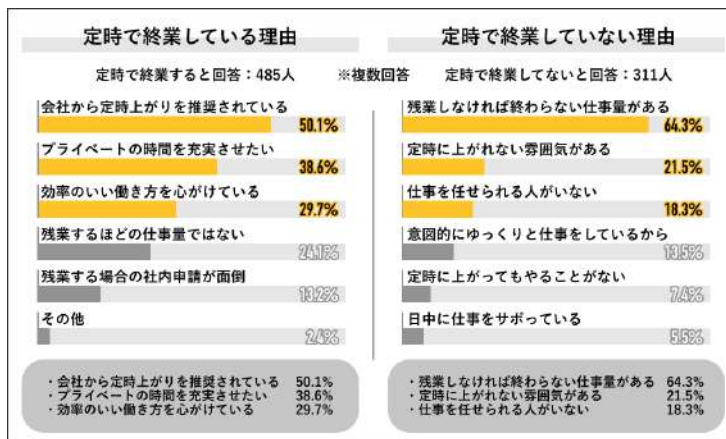 定時で終業している理由
定時で終業すると回答：485人
※複数回答
会社から定時上がりを推奨されている
50.1%
プライベートの時間を充実させたい
38.6%
効率のいい働き方を心がけている
29.7%
残業するほどの仕事量ではない
24.1%
残業する場合の社内申請が面倒
13.2%
その他
2.4%
・会社から定時上がりを推奨されている 50.1%
・プライベートの時間を充実させたい 38.6%
・効率のいい働き方を心がけている 29.7%
定時で終業していない理由
定時で終業してないと回答：311人
残業しなければ終わらない仕事量がある
64.3%
定時に上がれない雰囲気がある
21.5%
仕事を任せられる人がいない
18.3%
意図的にゆっくりと仕事をしているから
13.5%
定時に上がってもやることがない
7.4%
日中に仕事をサボっている
5.5%
・残業しなければ終わらない仕事量がある 64.3%
・定時に上がれない雰囲気がある 21.5%
・仕事を任せられる人がいない 18.3%